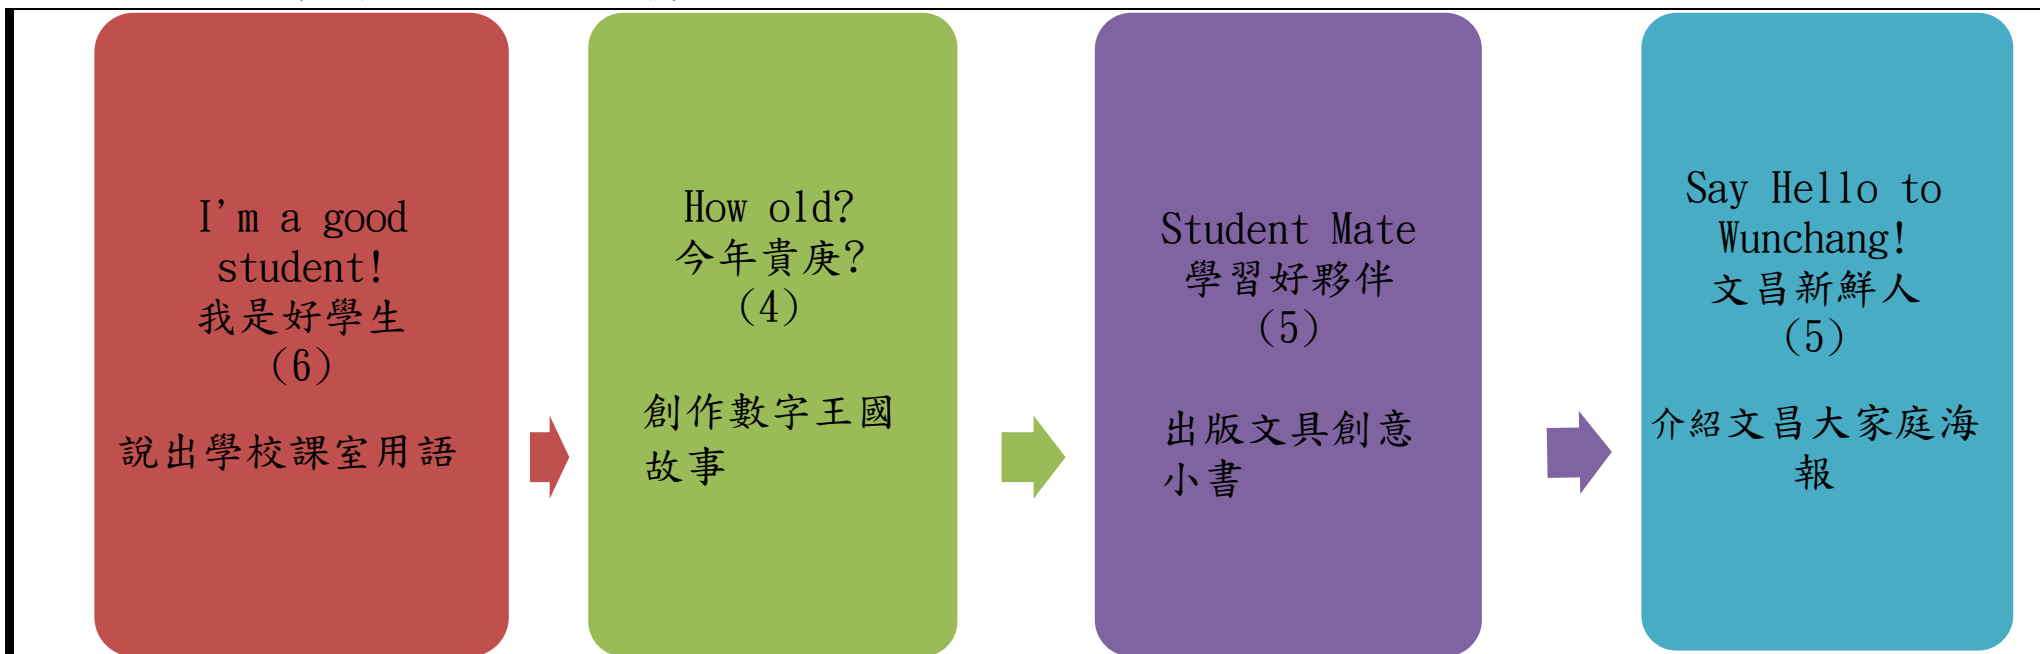 I'm a good
student!
我是好學生
(6)
說出學校課室用語
How old?
今年貴庚?
(4)
創作數字王國
故事
Student Mate
學習好夥伴
(5)
出版文具創意
小書
Say Hello to
Wunchang!
文昌新鮮人
(5)
介紹文昌大家庭海
報